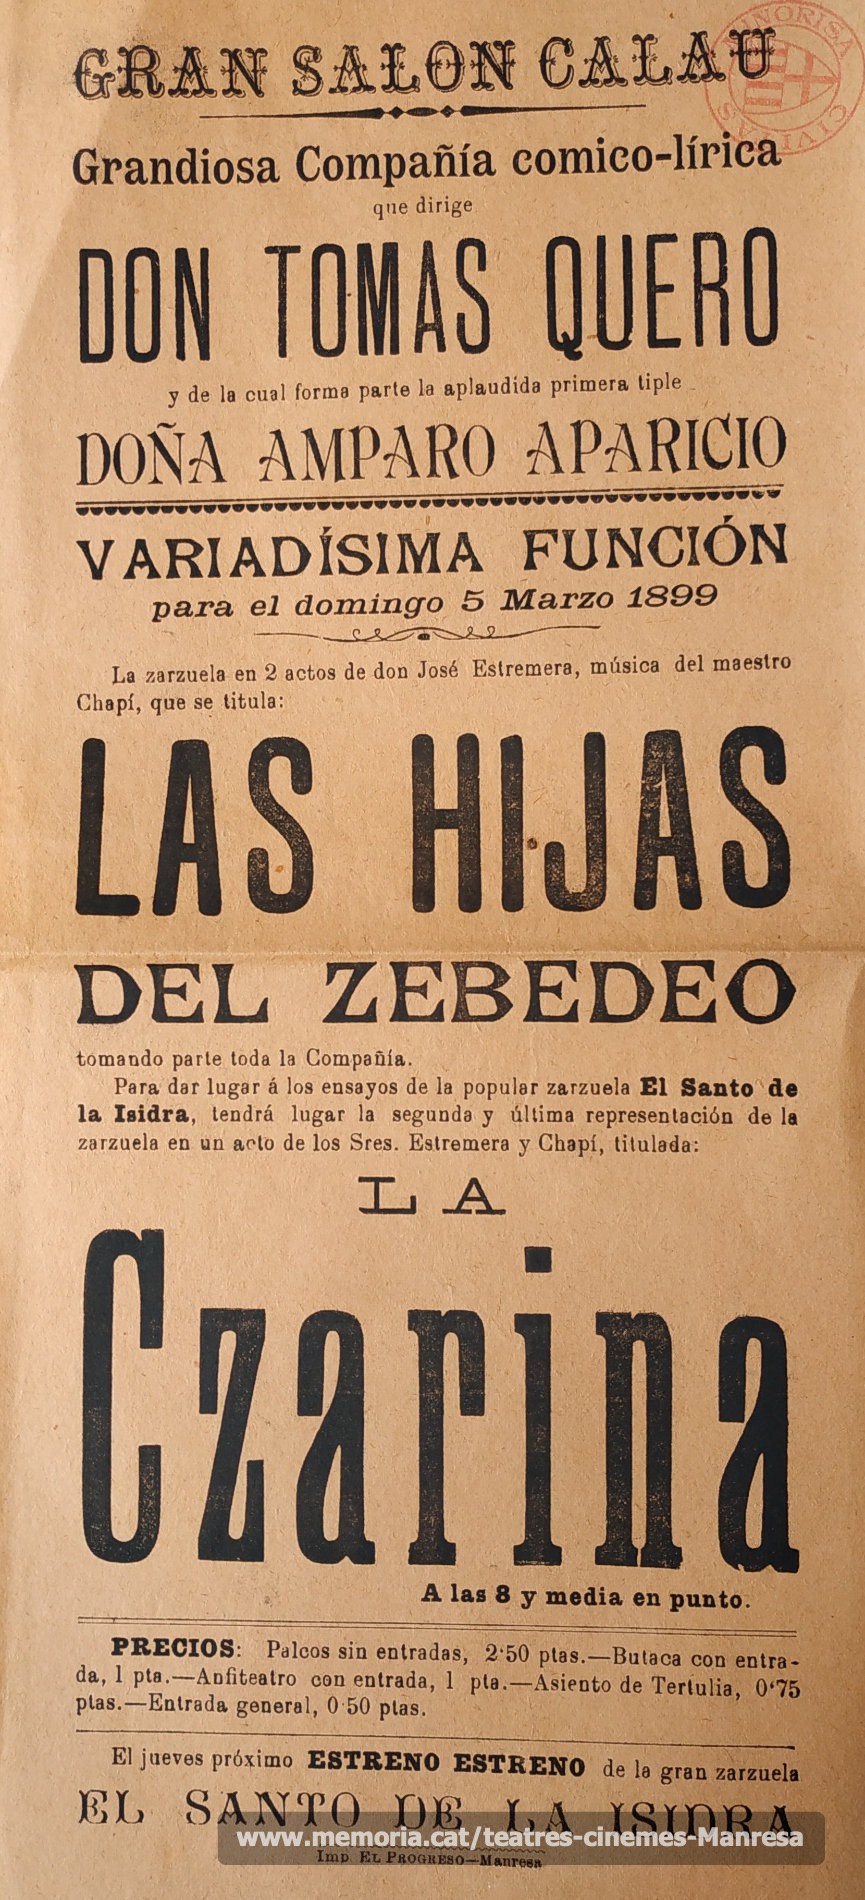 GRAN SALON CALAU
MINORISA
CIVITAS
Grandiosa Compañía comico-lírica
que dirige
DON TOMAS QUERO
y de la cual forma parte la aplaudida primera tiple
DOÑA AMPARO APARICIO
VARIADÍSIMA FUNCIÓN
para el domingo 5 Marzo 1899
La zarzuela en 2 actos de don José Estremera, música del maestro
Chapí, que se titula:
LAS HIJAS
DEL ZEBEDEO
tomando parte toda la Compañía.
Para dar lugar á los ensayos de la popular zarzuela El Santo de
la Isidra, tendrá lugar la segunda y última representación de la
zarzuela en un acto de los Sres. Estremera y Chapí, titulada:
LA
Czarina
A las 8 y media en punto.
PRECIOS: Palcos sin entradas, 2‘50 ptas.—Butaca con entra-
da, 1 pta.—Anfiteatro con entrada, 1 pta.—Asiento de Tertulia, 0‘75
ptas.—Entrada general, 0‘50 ptas.
El jueves próximo ESTRENO ESTRENO de la gran zarzuela
EL SANTO DE LA ISIDRA
www.memoria.cat/teatres-cinemes-Manresa
Imp. EL PROGRESO—Manresa